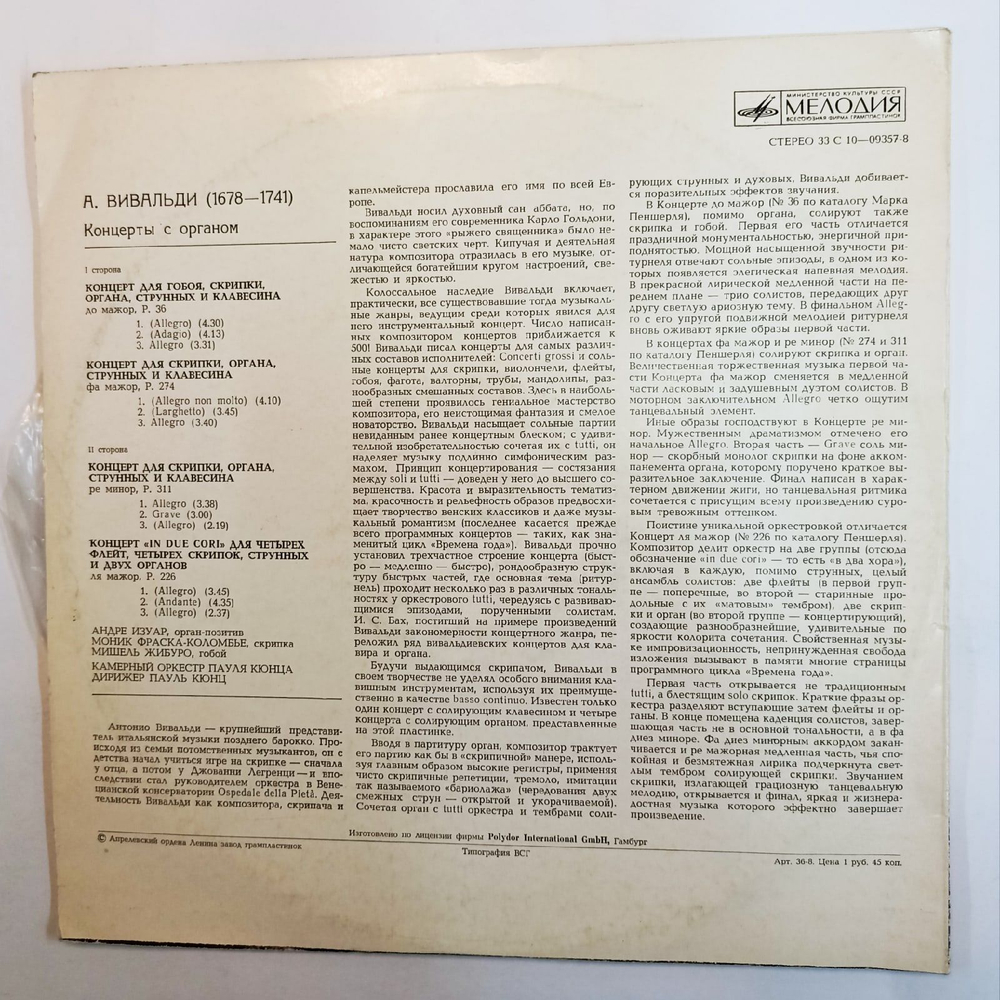 МИНИСТЕРСТВО КУЛЬТУРЫ СССР
МЕЛОДИЯ
ВСЕСОЮЗНАЯ ФИРМА ГРАМПЛАСТИНОК
СТЕРЕО 33 С 10—09357-8
А. ВИВАЛЬДИ (1678—1741)
Концерты с органом
I сторона
КОНЦЕРТ ДЛЯ ГОБОЯ, СКРИПКИ,
ОРГАНА, СТРУННЫХ И КЛАВЕСИНА
до мажор, Р. 36
1. (Allegro) (4.30)
2. (Adagio) (4.13)
3. Allegro (3.31)
КОНЦЕРТ ДЛЯ СКРИПКИ, ОРГАНА,
СТРУННЫХ И КЛАВЕСИНА
фа мажор, Р. 274
1. (Allegro non molto) (4.10)
2. (Larghetto) (3.45)
3. Allegro (3.40)
II сторона
КОНЦЕРТ ДЛЯ СКРИПКИ, ОРГАНА,
СТРУННЫХ И КЛАВЕСИНА
ре минор, Р. 311
1. Allegro (3.38)
2. Grave (3.00)
3. (Allegro) (2.19)
КОНЦЕРТ «IN DUE CORI» ДЛЯ ЧЕТЫРЕХ
ФЛЕЙТ, ЧЕТЫРЕХ СКРИПОК, СТРУННЫХ
И ДВУХ ОРГАНОВ
ля мажор, Р. 226
1. (Allegro) (3.45)
2. (Andante) (4.35)
3. (Allegro) (2.37)
АНДРЕ ИЗУАР, орган-позитив
МОНИК ФРАСКА-КОЛОМБЬЕ, скрипка
МИШЕЛЬ ЖИБУРО, гобой
КАМЕРНЫЙ ОРКЕСТР ПАУЛЯ КЮНЦА
ДИРИЖЕР ПАУЛЬ КЮНЦ
Антонио Вивальди — крупнейший представи-
тель итальянской музыки позднего барокко. Про-
исходя из семьи потомственных музыкантов, он с
детства начал учиться игре на скрипке — сначала
у отца, а потом у Джованни Легренци — и впо-
следствии стал руководителем оркестра в Вене-
цианской консерватории Ospedale della Pietà. Дея-
тельность Вивальди как композитора, скрипача и
капельмейстера прославила его имя по всей Ев-
ропе.
Вивальди носил духовный сан аббата, но, по
воспоминаниям его современника Карло Гольдони,
в характере этого «рыжего священника» было не-
мало чисто светских черт. Кипучая и деятельная
натура композитора отразилась в его музыке, от-
личающейся богатейшим кругом настроений, све-
жестью и яркостью.
Колоссальное наследие Вивальди включает,
практически, все существовавшие тогда музыкаль-
ные жанры, ведущим среди которых явился для
него инструментальный концерт. Число написан-
ных композитором концертов приближается к
500! Вивальди писал концерты для самых различ-
ных составов исполнителей: Concerti grossi и соль-
ные концерты для скрипки, виолончели, флейты,
гобоя, фагота, валторны, трубы, мандолины, раз-
нообразных смешанных составов. Здесь в наиболь-
шей степени проявилось гениальное мастерство
композитора, его неистощимая фантазия и смелое
новаторство. Вивальди насыщает сольные партии
невиданным ранее концертным блеском; с удиви-
тельной изобретательностью сочетая их с tutti, он
наделяет музыку подлинно симфоническим раз-
махом. Принцип концертирования — состязания
между soli и tutti — доведен у него до высшего со-
вершенства. Красота и выразительность тематиз-
ма, красочность и рельефность образов предвосхи-
щает творчество венских классиков и даже музы-
кальный романтизм (последнее касается прежде
всего программных концертов — таких, как зна-
менитый цикл «Времена года»). Вивальди прочно
установил трехчастное строение концерта (быст-
ро — медленно — быстро), рондообразную струк-
туру быстрых частей, где основная тема (ритур-
нель) проходит несколько раз в различных тональ-
ностях у оркестрового tutti, чередуясь с развиваю-
щимися эпизодами, порученными солистам.
И. С. Бах, постигший на примере произведений
Вивальди закономерности концертного жанра, пе-
реложил ряд вивальдиевских концертов для кла-
вира и органа.
Будучи выдающимся скрипачом, Вивальди в
своем творчестве не уделял особого внимания кла-
вишным инструментам, используя их преимуще-
ственно в качестве basso continuo. Известен только
один концерт с солирующим клавесином и четыре
концерта с солирующим органом, представленные
на этой пластинке.
Вводя в партитуру орган, композитор трактует
его партию как бы в «скрипичной» манере, исполь-
зуя главным образом высокие регистры, применяя
чисто скрипичные репетиции, тремоло, имитации
так называемого «бариолажа» (чередования двух
смежных струн — открытой и укорачиваемой).
Сочетая орган с tutti оркестра и тембрами соли-
рующих струнных и духовых, Вивальди добивает-
ся поразительных эффектов звучания.
В Концерте до мажор (№ 36 по каталогу Марка
Пеншерля), помимо органа, солируют также
скрипка и гобой. Первая его часть отличается
праздничной монументальностью, энергичной при-
поднятостью. Мощной насыщенной звучности ри-
турнеля отвечают сольные эпизоды, в одном из ко-
торых появляется элегическая напевная мелодия.
В прекрасной лирической медленной части на пе-
реднем плане — трио солистов, передающих друг
другу светлую ариозную тему. В финальном Alleg-
ro с его упругой подвижной мелодией ритурнеля
вновь оживают яркие образы первой части.
В концертах фа мажор и ре минор (№ 274 и 311
по каталогу Пеншерля) солируют скрипка и орган.
Величественная торжественная музыка первой ча-
сти Концерта фа мажор сменяется в медленной
части ласковым и задушевным дуэтом солистов. В
моторном заключительном Allegro четко ощутим
танцевальный элемент.
Иные образы господствуют в Концерте ре ми-
нор. Мужественным драматизмом отмечено его
начальное Allegro. Вторая часть — Grave соль ми-
нор — скорбный монолог скрипки на фоне акком-
панемента органа, которому поручено краткое вы-
разительное заключение. Финал написан в харак-
терном движении жиги, но танцевальная ритмика
сочетается с присущим всему произведению суро-
вым тревожным оттенком.
Поистине уникальной оркестровкой отличается
Концерт ля мажор (№ 226 по каталогу Пеншерля).
Композитор делит оркестр на две группы (отсюда
обозначение «in due cori» — то есть «в два хора»),
включая в каждую, помимо струнных, целый
ансамбль солистов: две флейты (в первой груп-
пе — поперечные, во второй — старинные про-
дольные с их «матовым» тембром), две скрип-
ки и орган (во второй группе — концертирующий),
создающие разнообразнейшие, удивительные по
яркости колорита сочетания. Свойственная музы-
ке импровизационность, непринужденная свобода
изложения вызывают в памяти многие страницы
программного цикла «Времена года».
Первая часть открывается не традиционным
tutti, а блестящим solo скрипок. Краткие фразы ор-
кестра разделяют вступающие затем флейты и ор-
ганы. В конце помещена каденция солистов, завер-
шающая часть не в основной тональности, а в фа
диез миноре. Фа диез минорным аккордом закан-
чивается и ре мажорная медленная часть, чья спо-
койная и безмятежная лирика подчеркнута свет-
лым тембром солирующей скрипки. Звучанием
скрипки, излагающей грациозную танцевальную
мелодию, открывается и финал, яркая и жизнера-
достная музыка которого эффектно завершает
произведение.
Изготовлено по лицензии фирмы Polydor International GmbH, Гамбург
© Апрелевский ордена Ленина завод грампластинок
Типография ВСГ
Арт. 36-8. Цена 1 руб. 45 коп.